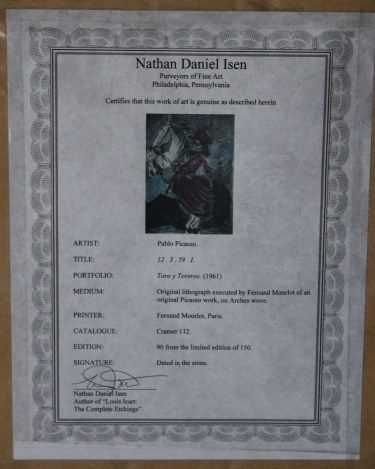 Nathan Daniel Isen
Purveyors of Fine Art
Philadelphia, Pennsylvania
Certifies that this work of art is genuine as described herein
ARTIST: Pablo Picasso.
TITLE: 12 . 3 . 59 . I.
PORTFOLIO: Toro y Toreros. (1961)
MEDIUM: Original lithograph executed by Fernand Mourlot of an
original Picasso work, on Arches wove.
PRINTER: Fernand Mourlot, Paris.
CATALOGUE: Cramer 112.
EDITION: 90 from the limited edition of 150.
SIGNATURE: Dated in the stone.
Nathan Daniel Isen
Author of "Louis Icart:
The Complete Etchings"